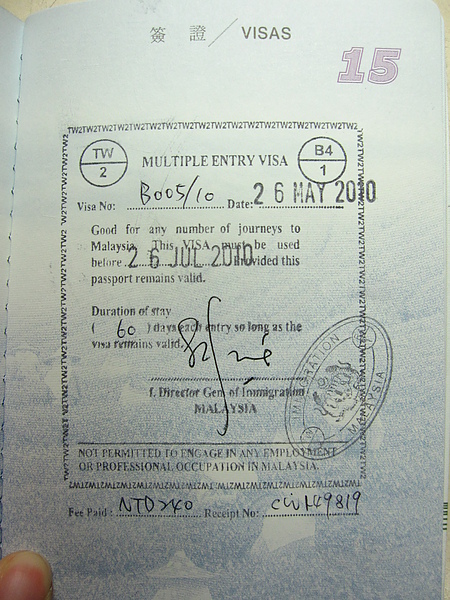 簽 證 / VISAS
15
TW2TW2TW2TW2TW2TW2TW2TW2TW2TW2TW2TW2TW2TW2TW2
TW
2
B4
1
MULTIPLE ENTRY VISA
Visa No: B005/10 Date: 26 MAY 2010
Good for any number of journeys to
Malaysia. This VISA must be used
before 26 JUL 2010 Provided this
passport remains valid.
Duration of stay
( 60 ) days each entry so long as the
visa remains valid.
f. Director Gen. of Immigration
MALAYSIA
IMMIGRATION
MALAYSIA
NOT PERMITTED TO ENGAGE IN ANY EMPLOYMENT
OR PROFESSIONAL OCCUPATION IN MALAYSIA.
Fee Paid: NTD740 Receipt No: